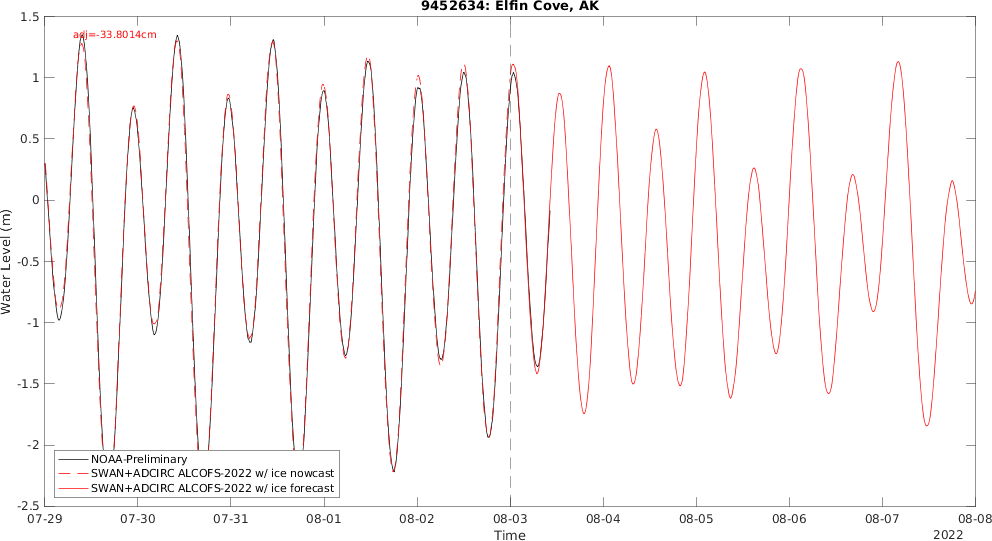 9452634: Elfin Cove, AK
adj=-33.8014cm
1.5
1
0.5
0
-0.5
-1
-1.5
-2
-2.5
Water Level (m)
NOAA-Preliminary
SWAN+ADCIRC ALCOFS-2022 w/ ice nowcast
SWAN+ADCIRC ALCOFS-2022 w/ ice forecast
07-29 07-30 07-31 08-01 08-02 08-03 08-04 08-05 08-06 08-07 08-08
Time
2022